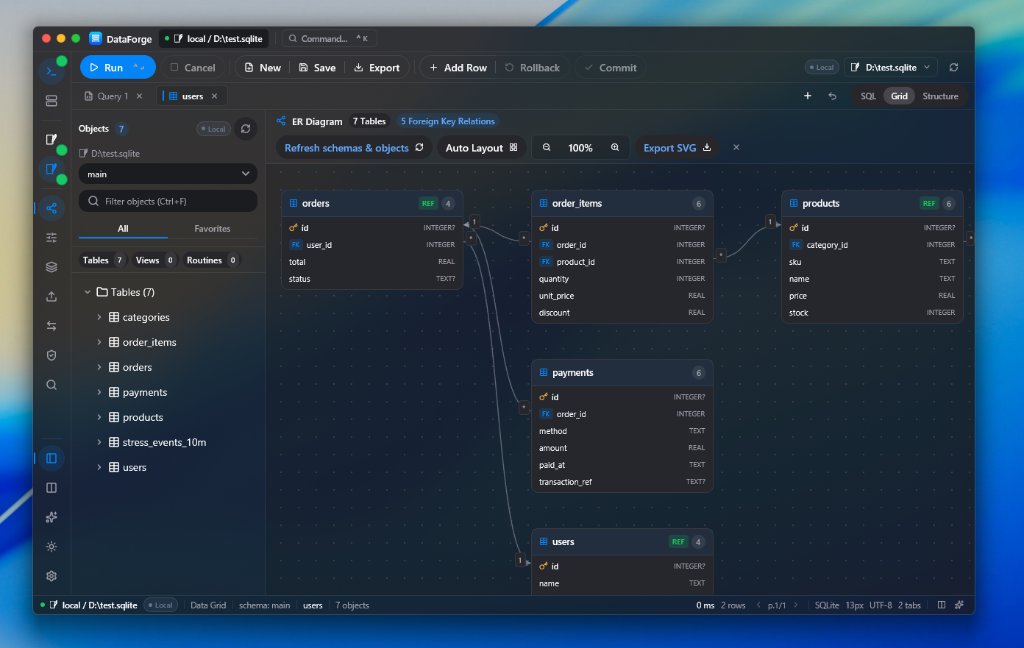 DataForge local / D:\test.sqlite Command... ^ K
Run Cancel New Save Export Add Row Rollback Commit Local D:\test.sqlite
Query 1 users SQL Grid Structure
Objects 7 Local
D:\test.sqlite
main
Filter objects (Ctrl+F)
All Favorites
Tables 7 Views 0 Routines 0
Tables (7)
categories
order_items
orders
payments
products
stress_events_10m
users
ER Diagram 7 Tables 5 Foreign Key Relations
Refresh schemas & objects Auto Layout 100% Export SVG
orders REF 4
id INTEGER?
FK user_id INTEGER
total REAL
status TEXT?
1
*
*
order_items 6
id INTEGER?
FK order_id INTEGER
FK product_id INTEGER
quantity INTEGER
unit_price REAL
discount REAL
*
1
products REF 6
id INTEGER?
FK category_id INTEGER
sku TEXT
name TEXT
price REAL
stock INTEGER
*
payments 6
id INTEGER?
FK order_id INTEGER
method TEXT
amount REAL
paid_at TEXT
transaction_ref TEXT?
*
users REF 4
id INTEGER?
name TEXT
1
local / D:\test.sqlite Local Data Grid schema: main users 7 objects 0 ms 2 rows p.1/1 SQLite 13px UTF-8 2 tabs